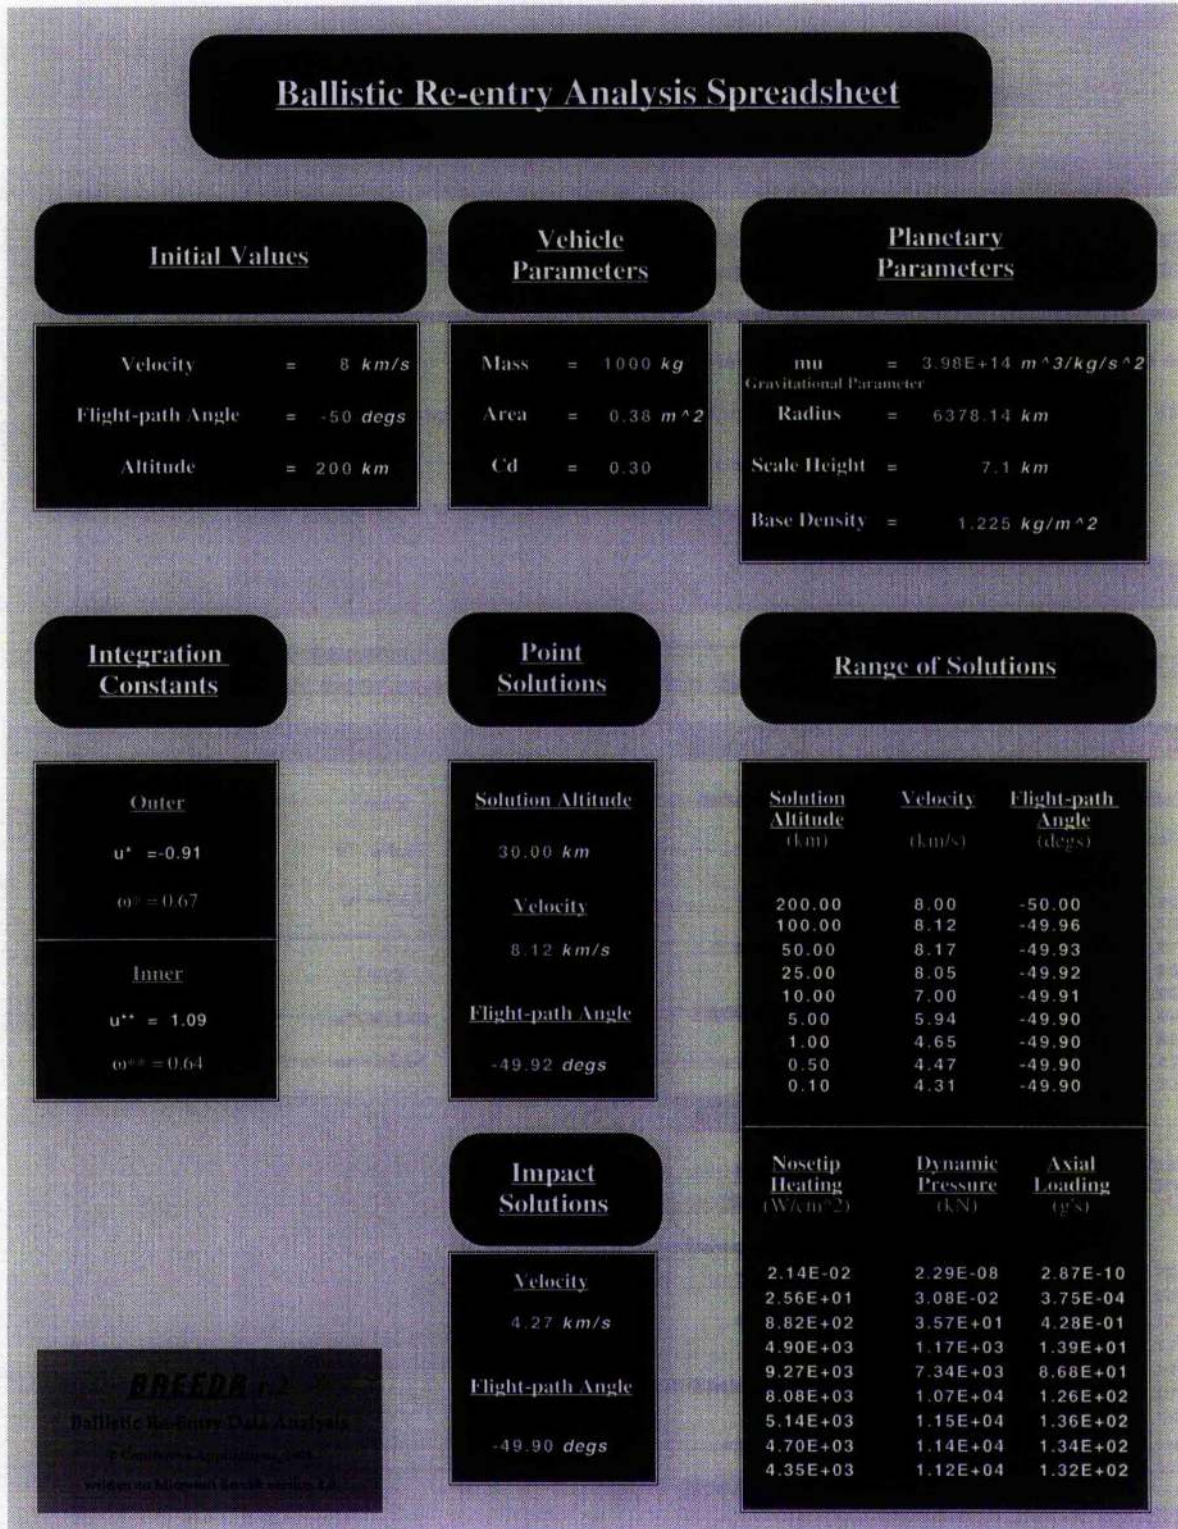 Ballistic Re-entry Analysis Spreadsheet
Initial Values
Velocity = 8 km/s
Flight-path Angle = -50 degs
Altitude = 200 km
Vehicle
Parameters
Mass = 1000 kg
Area = 0.38 m^2
Cd = 0.30
Planetary
Parameters
mu = 3.98E+14 m^3/kg/s^2
Gravitational Parameter
Radius = 6378.14 km
Scale Height = 7.1 km
Base Density = 1.225 kg/m^2
Integration
Constants
Outer
u* =-0.91
ω* = 0.67
Inner
u** = 1.09
ω** = 0.64
Point
Solutions
Solution Altitude
30.00 km
Velocity
8.12 km/s
Flight-path Angle
-49.92 degs
Impact
Solutions
Velocity
4.27 km/s
Flight-path Angle
-49.90 degs
Range of Solutions
Solution Velocity Flight-path
Altitude Angle
(km) (km/s) (degs)
200.00 8.00 -50.00
100.00 8.12 -49.96
50.00 8.17 -49.93
25.00 8.05 -49.92
10.00 7.00 -49.91
5.00 5.94 -49.90
1.00 4.65 -49.90
0.50 4.47 -49.90
0.10 4.31 -49.90
Nosetip Dynamic Axial
Heating Pressure Loading
(W/cm^2) (kN) (g's)
2.14E-02 2.29E-08 2.87E-10
2.56E+01 3.08E-02 3.75E-04
8.82E+02 3.57E+01 4.28E-01
4.90E+03 1.17E+03 1.39E+01
9.27E+03 7.34E+03 8.68E+01
8.08E+03 1.07E+04 1.26E+02
5.14E+03 1.15E+04 1.36E+02
4.70E+03 1.14E+04 1.34E+02
4.35E+03 1.12E+04 1.32E+02
BREEDA
Ballistic Re-Entry Data Analysis